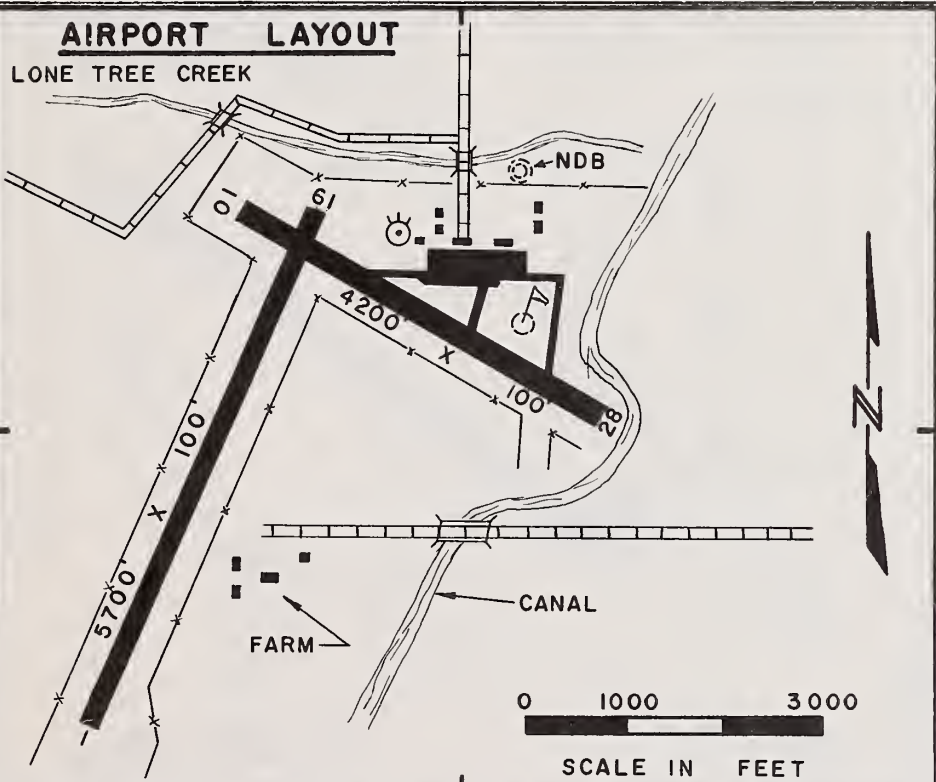 AIRPORT LAYOUT
LONE TREE CREEK
NDB
10
19
4200' X 100'
28
N
5700' X 100'
1
CANAL
FARM
0 1000 3000
SCALE IN FEET